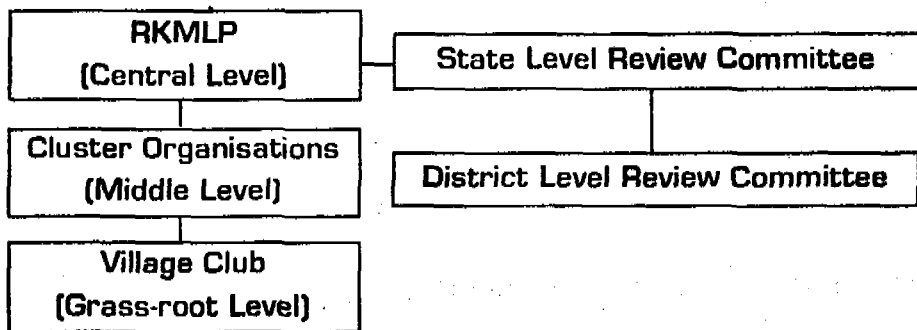 RKMLP
(Central Level)
State Level Review Committee
Cluster Organisations
(Middle Level)
District Level Review Committee
Village Club
(Grass-root Level)